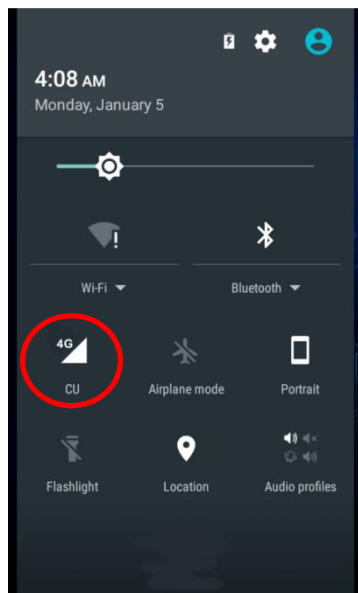 4:08 AM
Monday, January 5
Wi-Fi
Bluetooth
4G
CU
Airplane mode
Portrait
Flashlight
Location
Audio profiles